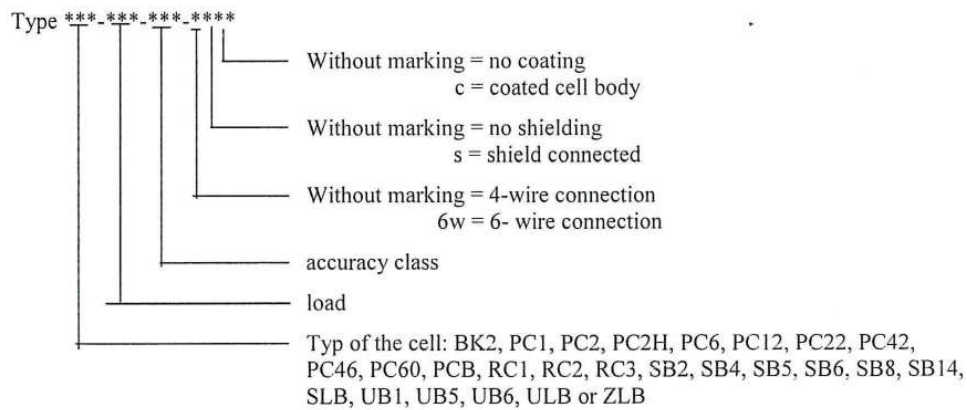 Type ***-***-***-****
Without marking = no coating
c = coated cell body
Without marking = no shielding
s = shield connected
Without marking = 4-wire connection
6w = 6- wire connection
accuracy class
load
Typ of the cell: BK2, PC1, PC2, PC2H, PC6, PC12, PC22, PC42,
PC46, PC60, PCB, RC1, RC2, RC3, SB2, SB4, SB5, SB6, SB8, SB14,
SLB, UB1, UB5, UB6, ULB or ZLB